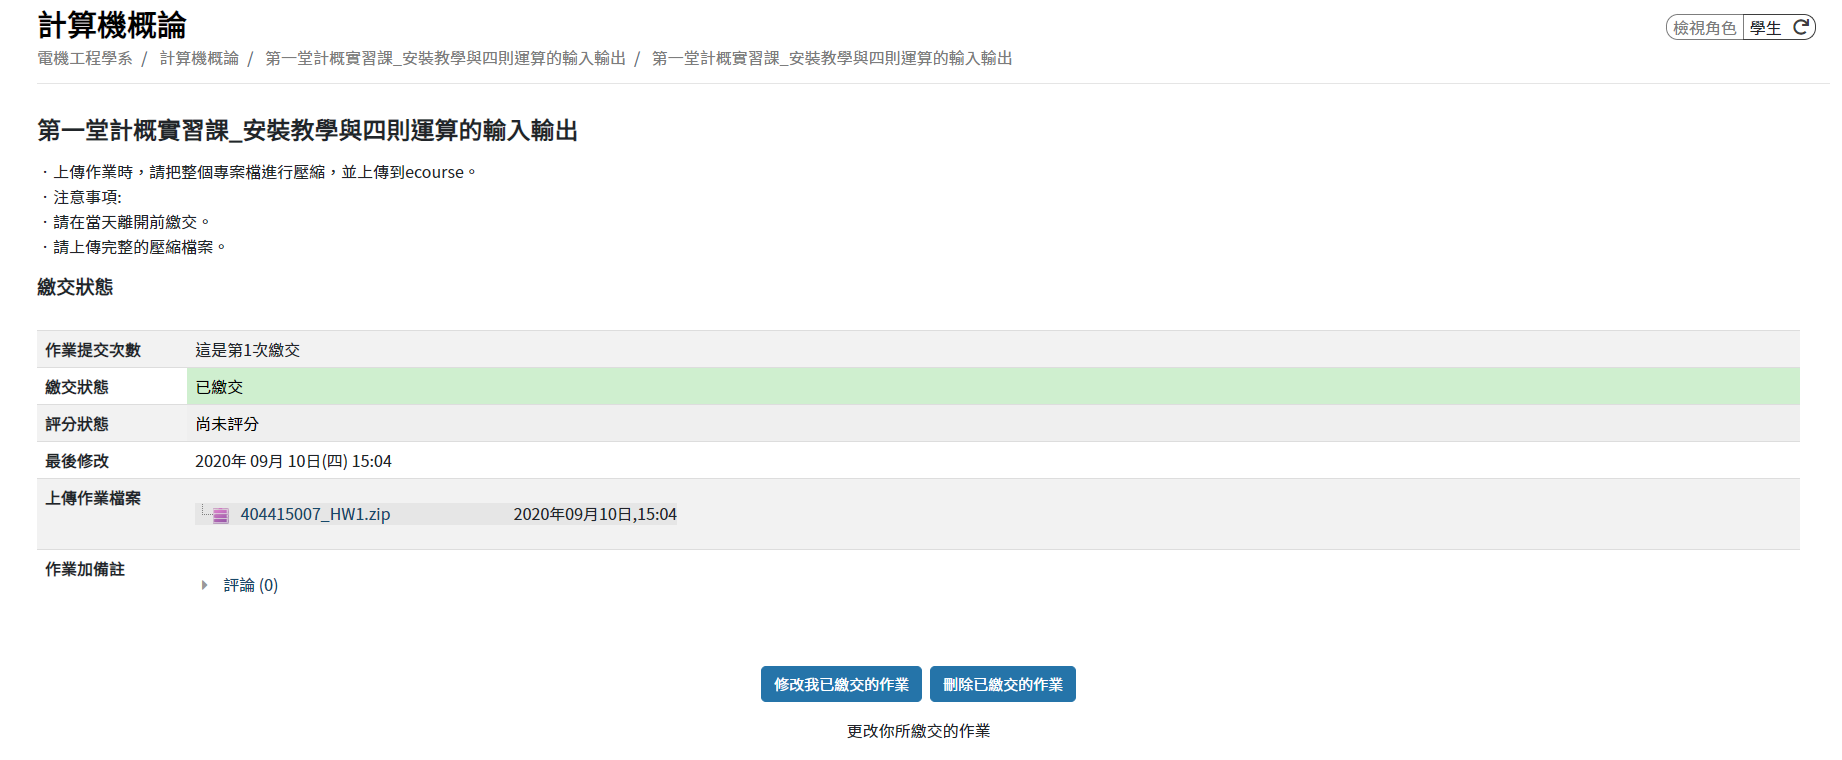 計算機概論
檢視角色 學生
電機工程學系 / 計算機概論 / 第一堂計概實習課_安裝教學與四則運算的輸入輸出 / 第一堂計概實習課_安裝教學與四則運算的輸入輸出
第一堂計概實習課_安裝教學與四則運算的輸入輸出
・上傳作業時，請把整個專案檔進行壓縮，並上傳到ecourse。
・注意事項:
・請在當天離開前繳交。
・請上傳完整的壓縮檔案。
繳交狀態
作業提交次數 這是第1次繳交
繳交狀態 已繳交
評分狀態 尚未評分
最後修改 2020年 09月 10日(四) 15:04
上傳作業檔案
404415007_HW1.zip 2020年09月10日,15:04
作業加備註
評論 (0)
修改我已繳交的作業 刪除已繳交的作業
更改你所繳交的作業